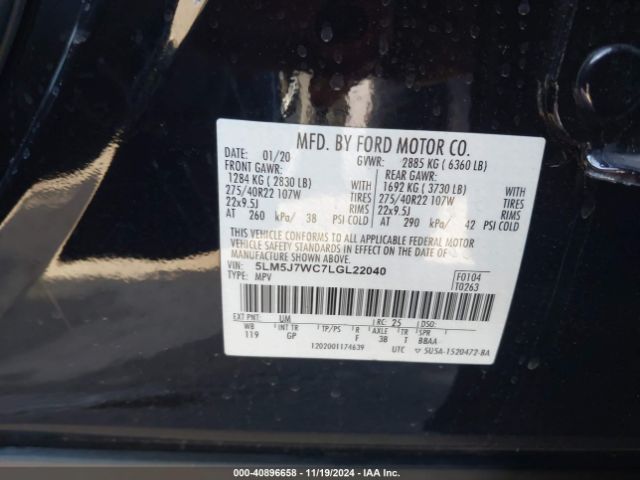 MFD. BY FORD MOTOR CO.
DATE: 01/20 GVWR: 2885 KG ( 6360 LB)
FRONT GAWR: REAR GAWR:
1284 KG ( 2830 LB) 1692 KG ( 3730 LB)
275/40R22 107W TIRES 275/40R22 107W TIRES
22x9.5J RIMS 22x9.5J RIMS
AT 260 kPa/ 38 PSI COLD AT 290 kPa/ 42 PSI COLD
THIS VEHICLE CONFORMS TO ALL APPLICABLE FEDERAL MOTOR
VEHICLE SAFETY STANDARDS IN EFFECT ON THE DATE OF
MANUFACTURE SHOWN ABOVE.
VIN: 5LM5J7WC7LGL22040 F0104
TYPE: MPV T0263
EXT PNT: UM RC: 25 DSO:
WB INT TR TP/PS R AXLE TR SPR
119 GP F 3B T BBAA
1202001174639 UTC ▽ 5U5A-1520472-BA
000-40896658 - 11/19/2024 - IAA Inc.